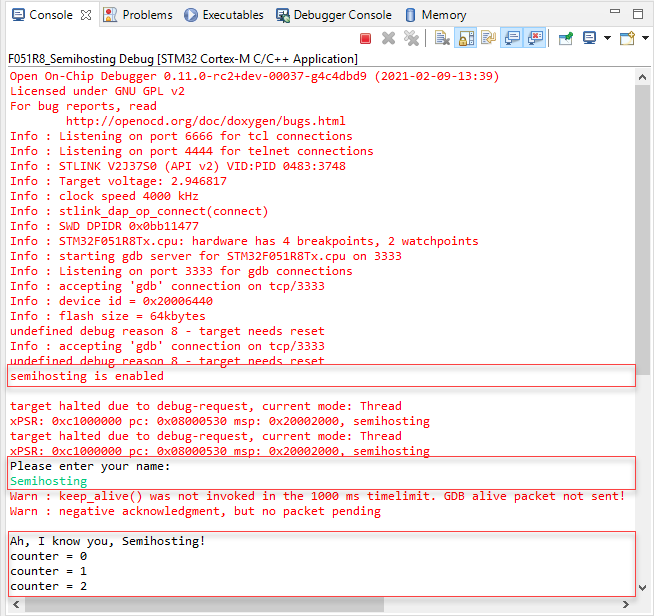 Console Problems Executables Debugger Console Memory
F051R8_Semihosting Debug [STM32 Cortex-M C/C++ Application]
Open On-Chip Debugger 0.11.0-rc2+dev-00037-g4c4dbd9 (2021-02-09-13:39)
Licensed under GNU GPL v2
For bug reports, read
http://openocd.org/doc/doxygen/bugs.html
Info : Listening on port 6666 for tcl connections
Info : Listening on port 4444 for telnet connections
Info : STLINK V2J37S0 (API v2) VID:PID 0483:3748
Info : Target voltage: 2.946817
Info : clock speed 4000 kHz
Info : stlink_dap_op_connect(connect)
Info : SWD DPIDR 0x0bb11477
Info : STM32F051R8Tx.cpu: hardware has 4 breakpoints, 2 watchpoints
Info : starting gdb server for STM32F051R8Tx.cpu on 3333
Info : Listening on port 3333 for gdb connections
Info : accepting 'gdb' connection on tcp/3333
Info : device id = 0x20006440
Info : flash size = 64kbytes
undefined debug reason 8 - target needs reset
Info : accepting 'gdb' connection on tcp/3333
undefined debug reason 8 - target needs reset
semihosting is enabled
target halted due to debug-request, current mode: Thread
xPSR: 0xc1000000 pc: 0x08000530 msp: 0x20002000, semihosting
target halted due to debug-request, current mode: Thread
xPSR: 0xc1000000 pc: 0x08000530 msp: 0x20002000, semihosting
Please enter your name:
Semihosting
Warn : keep_alive() was not invoked in the 1000 ms timelimit. GDB alive packet not sent!
Warn : negative acknowledgment, but no packet pending
Ah, I know you, Semihosting!
counter = 0
counter = 1
counter = 2